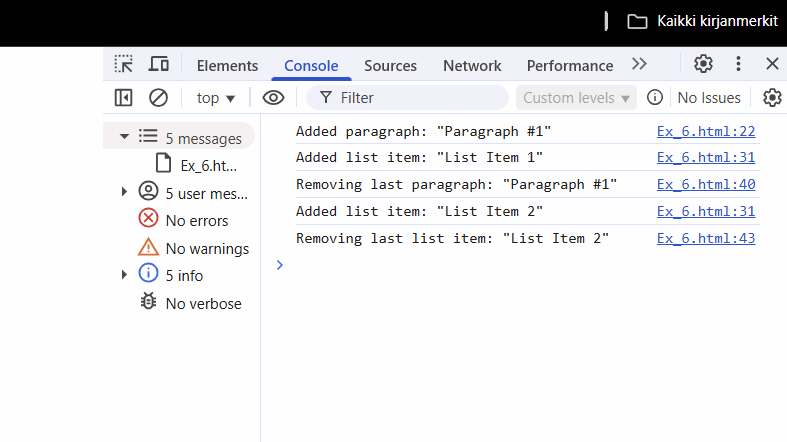 Kaikki kirjanmerkit
Elements Console Sources Network Performance
top Filter Custom levels No Issues
5 messages
Ex_6.ht...
5 user mes...
No errors
No warnings
5 info
No verbose
Added paragraph: "Paragraph #1" Ex_6.html:22
Added list item: "List Item 1" Ex_6.html:31
Removing last paragraph: "Paragraph #1" Ex_6.html:40
Added list item: "List Item 2" Ex_6.html:31
Removing last list item: "List Item 2" Ex_6.html:43